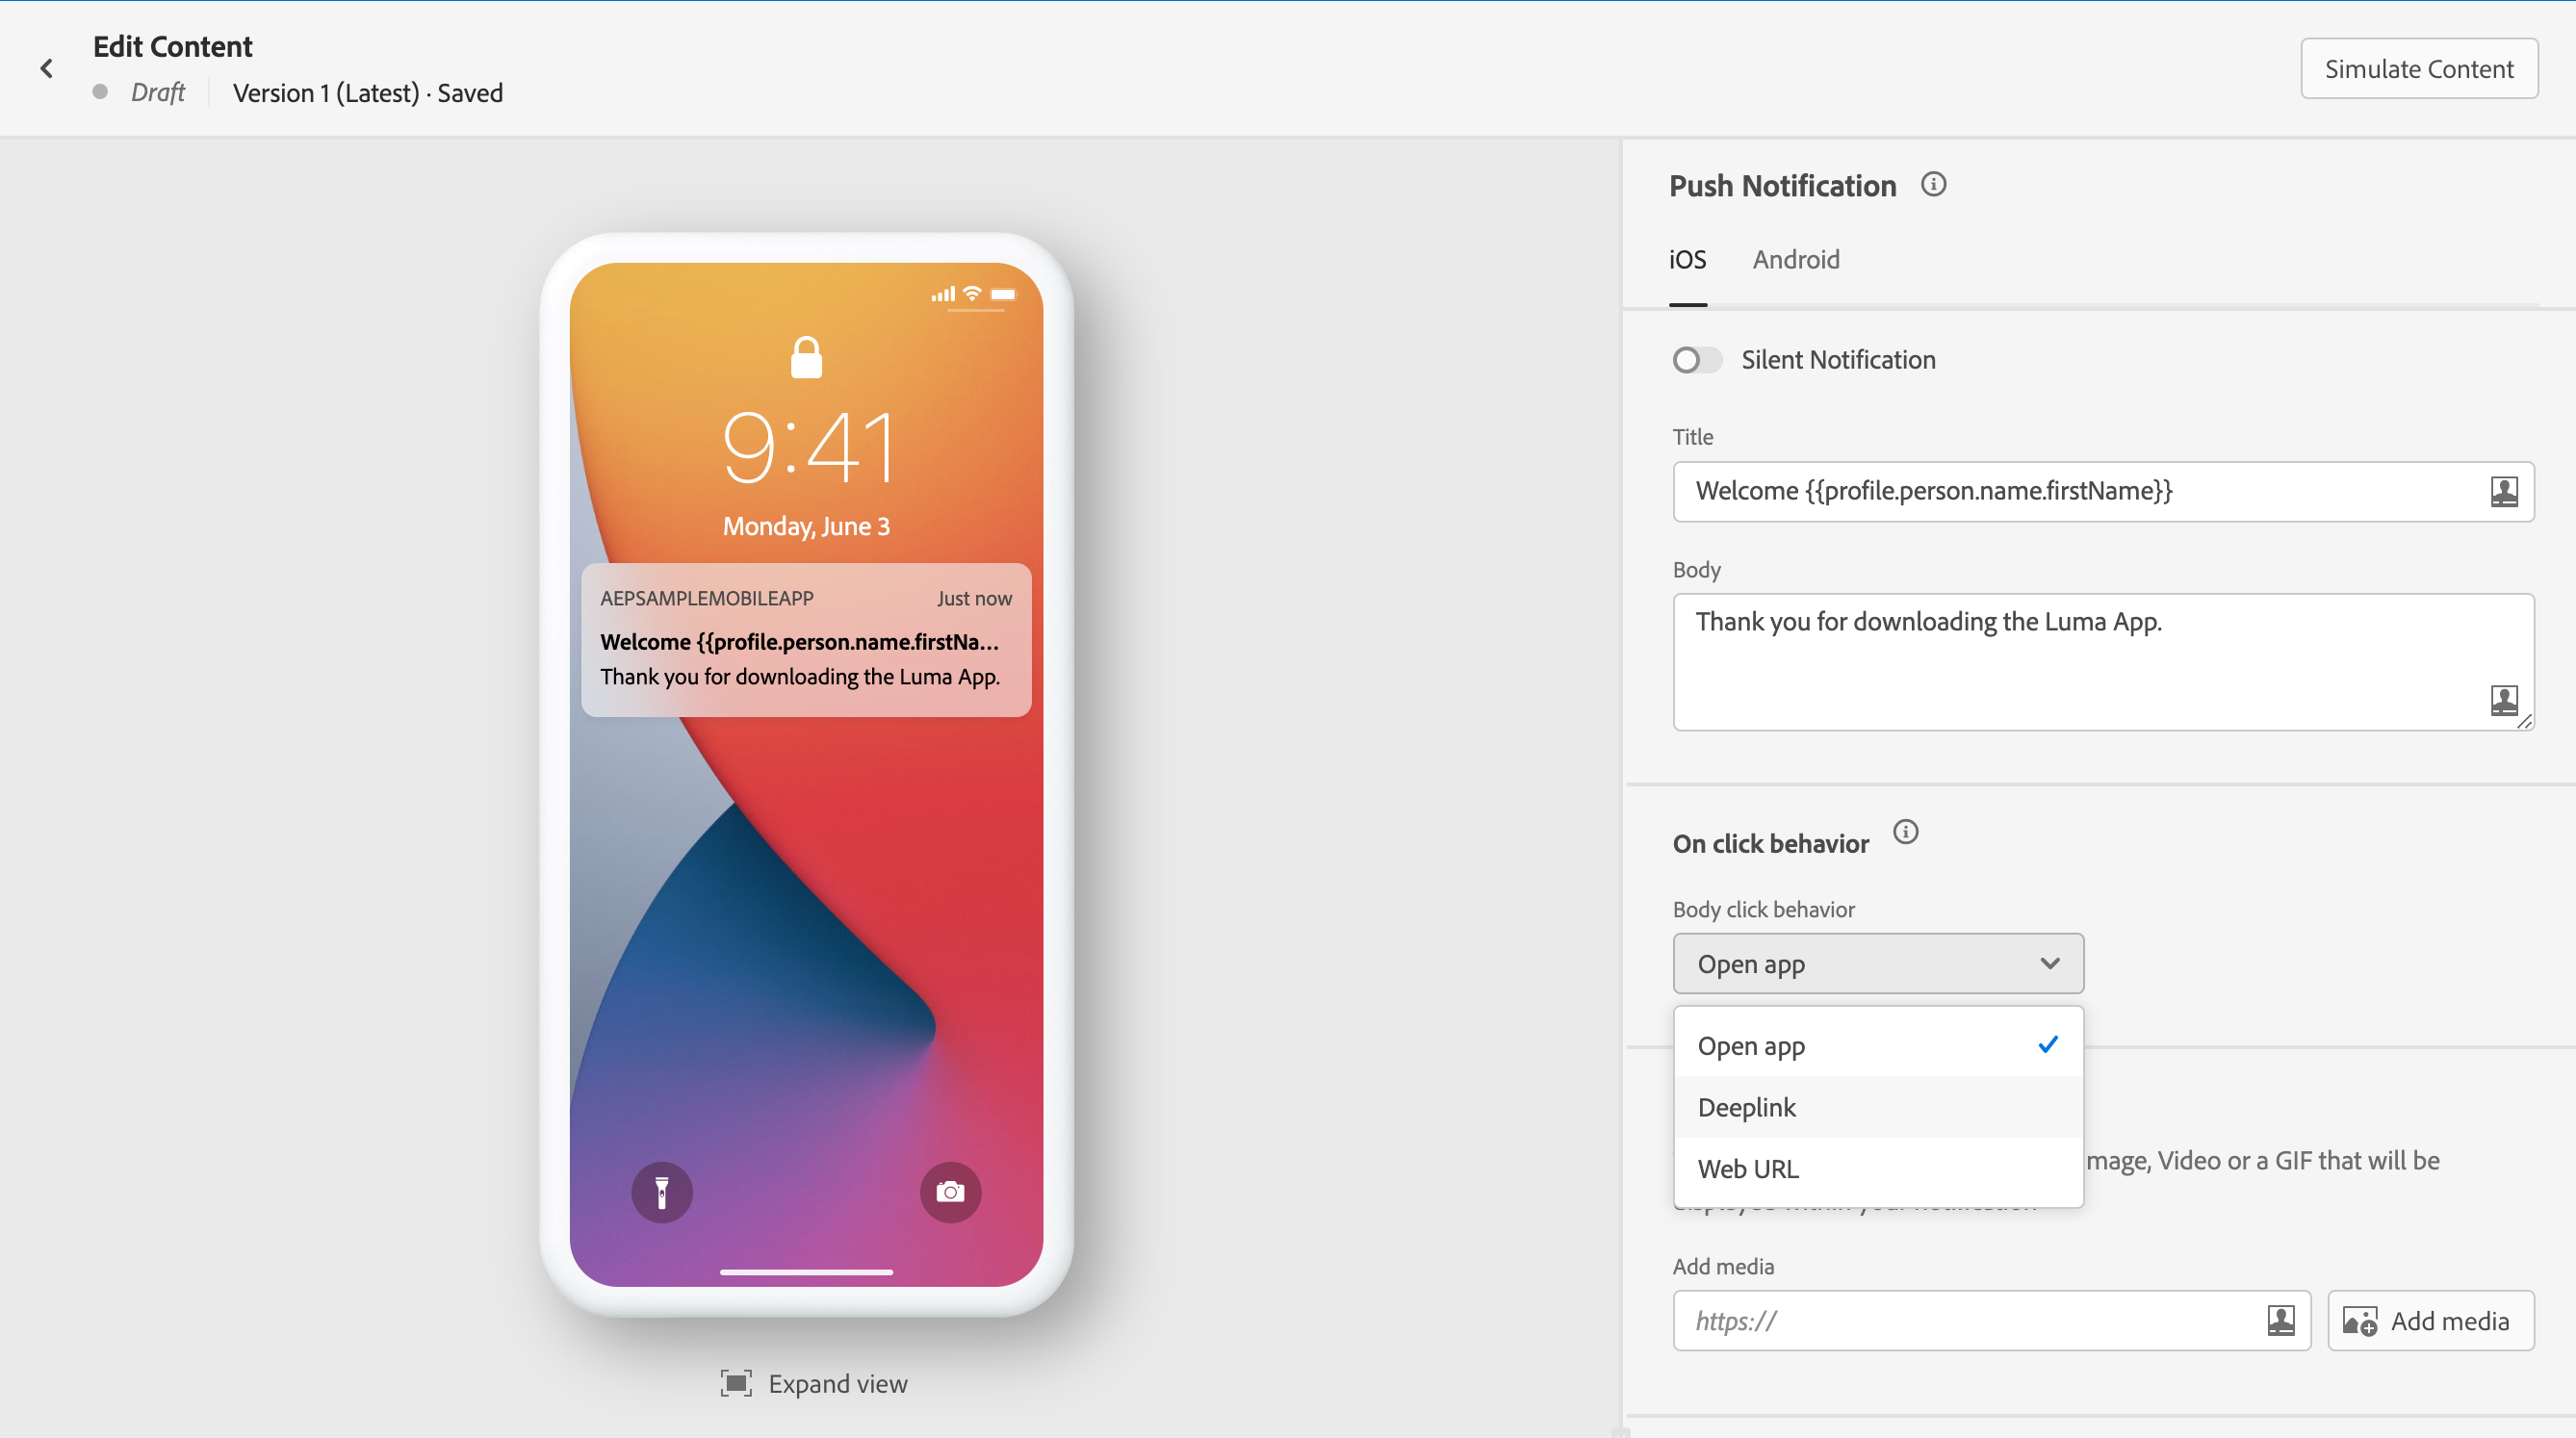 Edit Content
Draft
Version 1 (Latest) · Saved
Simulate Content
9:41
Monday, June 3
AEPSAMPLEMOBILEAPP
Just now
Welcome {{profile.person.name.firstNa...
Thank you for downloading the Luma App.
Expand view
Push Notification
iOS
Android
Silent Notification
Title
Welcome {{profile.person.name.firstName}}
Body
Thank you for downloading the Luma App.
On click behavior
Body click behavior
Open app
Open app
Deeplink
Web URL
mage, Video or a GIF that will be
Add media
https://
Add media